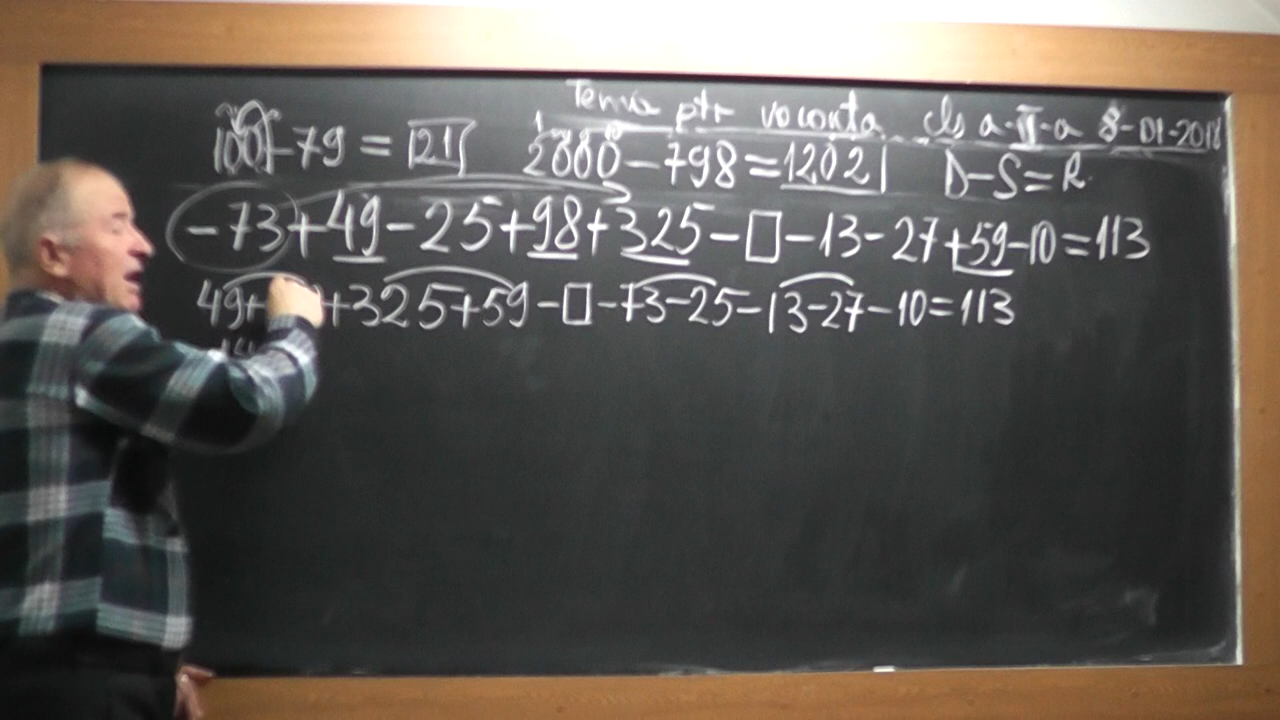 Tema ptr vacanta cls a-II-a 8-01-2018
100-79=21 2000-798=1202 D-S=R
-73+49-25+98+325-□-13-27+59-10=113
49+ +325+59-□-73-25-13-27-10=113